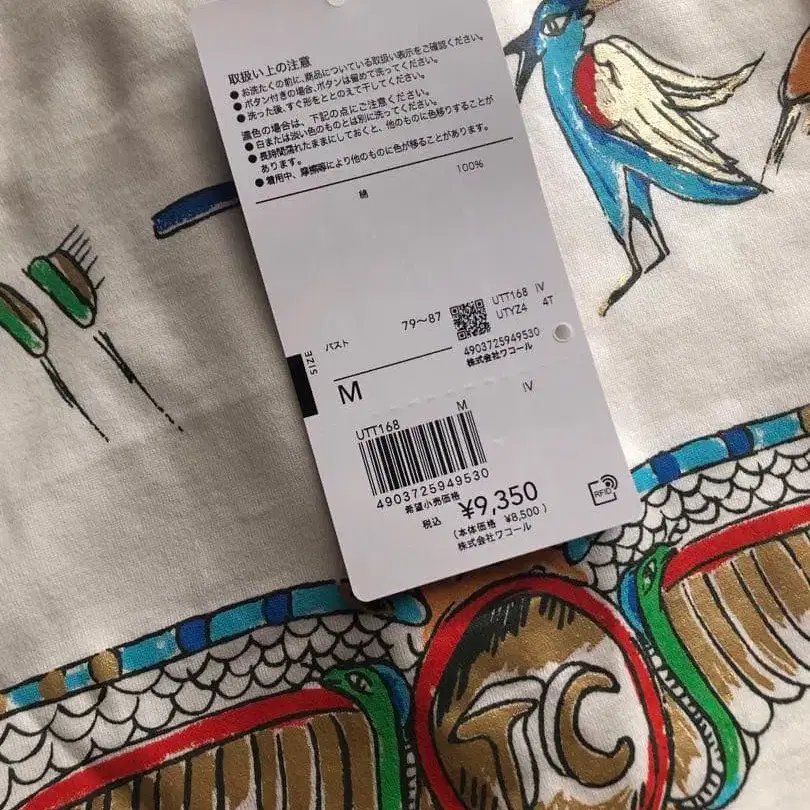 取扱い上の注意
● お洗たくの前に、商品についている取扱い表示をご確認ください。
● ボタン付きの場合、ボタンは留めて洗ってください。
● 洗った後、すぐ形をととのえて干してください。
濃色の場合は、下記の点にご注意ください。
● 白または淡い色のものとは別に洗ってください。
● 長時間濡れたままにしておくと、他のものに色移りすることが
あります。
● 着用中、摩擦等により他のものに色が移ることがあります。
綿 100%
SIZE
バスト 79〜87
M
UTT168 IV
UTYZ4 4T
4903725949530
株式会社ワコール
UTT168 M IV
4903725949530
希望小売価格
税込 ¥9,350
(本体価格 ¥8,500)
株式会社ワコール
RFID
TC